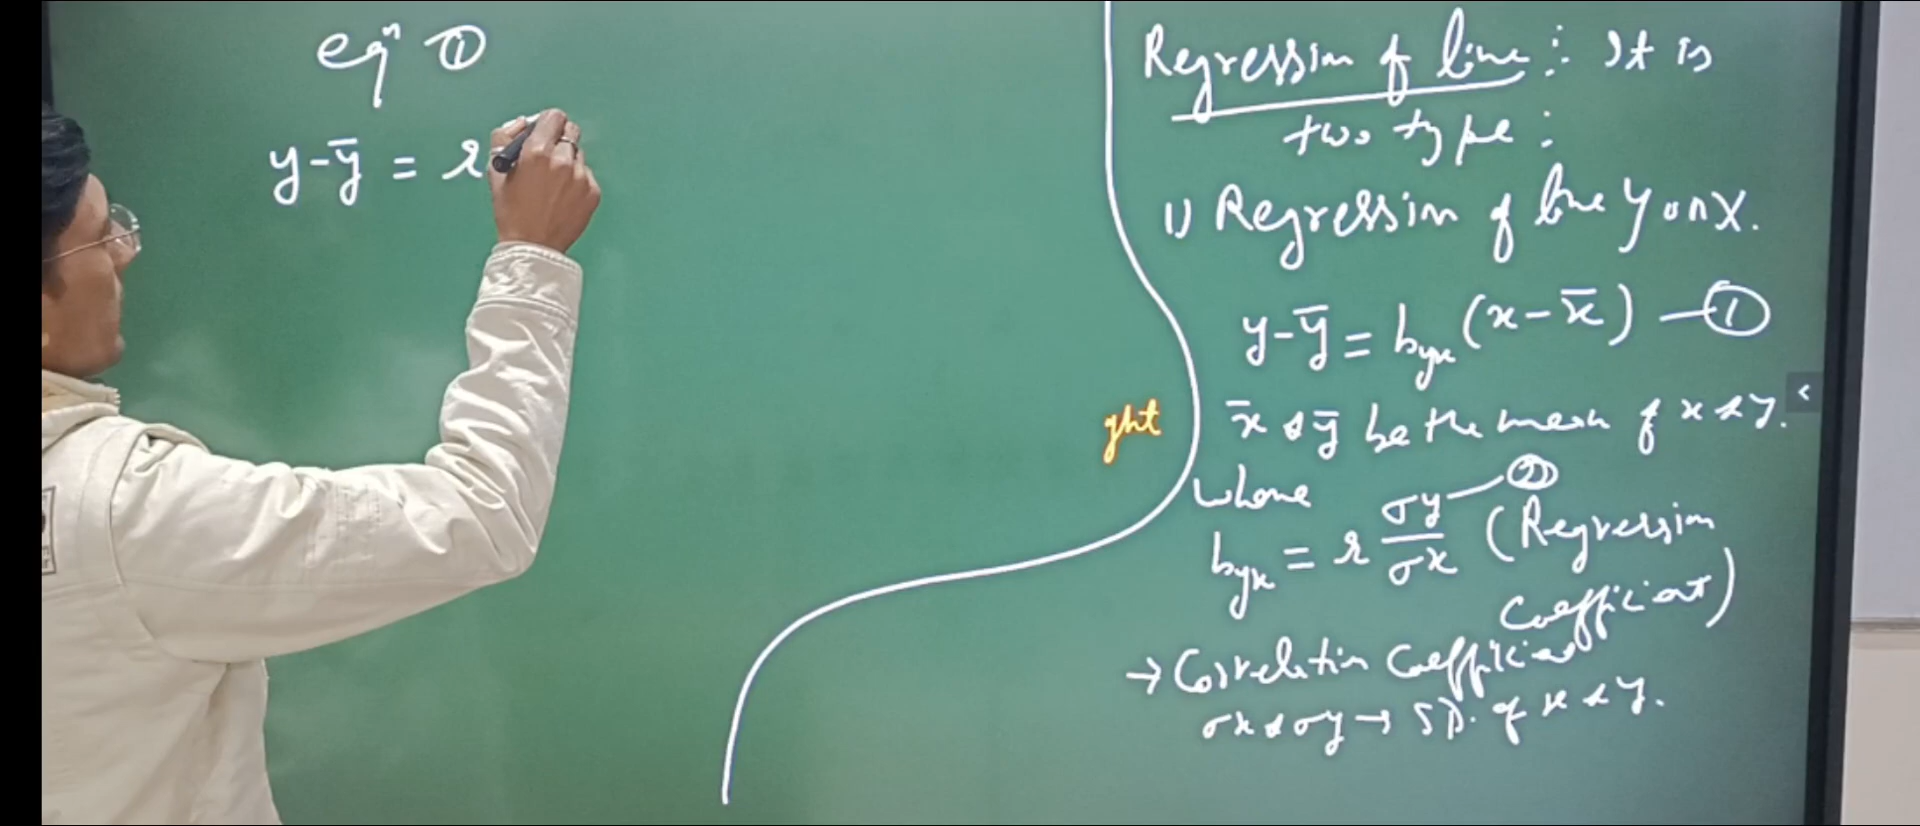 eqⁿ ①
y-ȳ = r
Regression of line : It is
two type :
1) Regression of line Y on X.
y-ȳ = byx (x-x̄) —①
ght
x̄ & ȳ be the mean of x & y.
where
byx = r σy/σx —② (Regression
Coefficient)
→ Correlation Coefficient
σx & σy → S.D. of x & y.